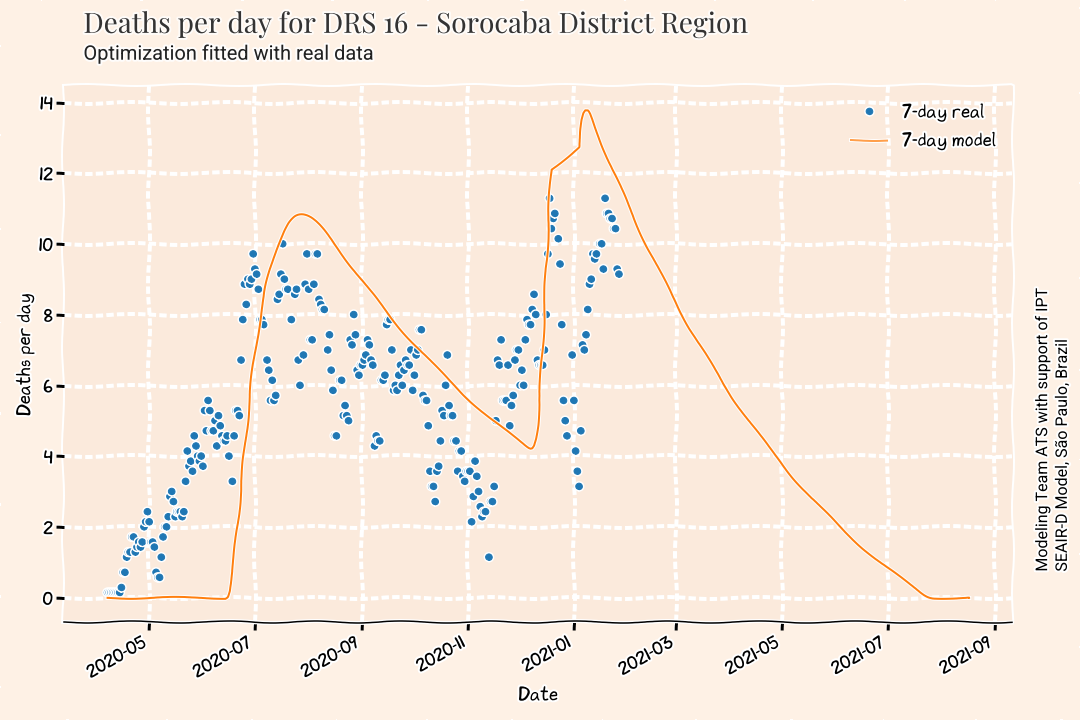 Deaths per day for DRS 16 - Sorocaba District Region
Optimization fitted with real data
14
12
10
8
6
4
2
0
Deaths per day
7-day real
7-day model
2020-05
2020-07
2020-09
2020-11
2021-01
2021-03
2021-05
2021-07
2021-09
Date
Modeling Team ATS with support of IPT
SEAIR-D Model, São Paulo, Brazil